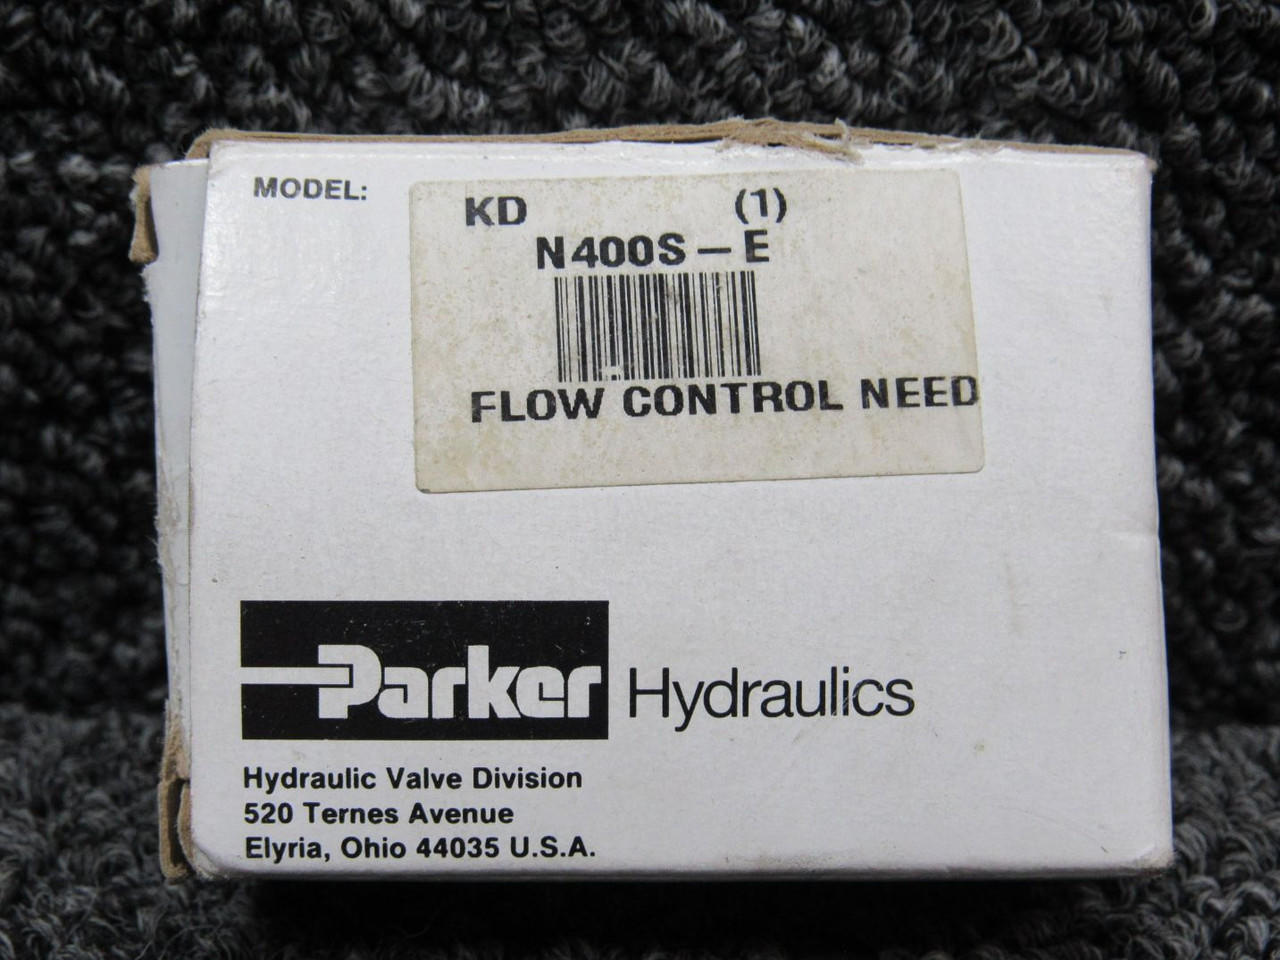 MODEL:
KD (1)
N400S-E
FLOW CONTROL NEED
Parker Hydraulics
Hydraulic Valve Division
520 Ternes Avenue
Elyria, Ohio 44035 U.S.A.